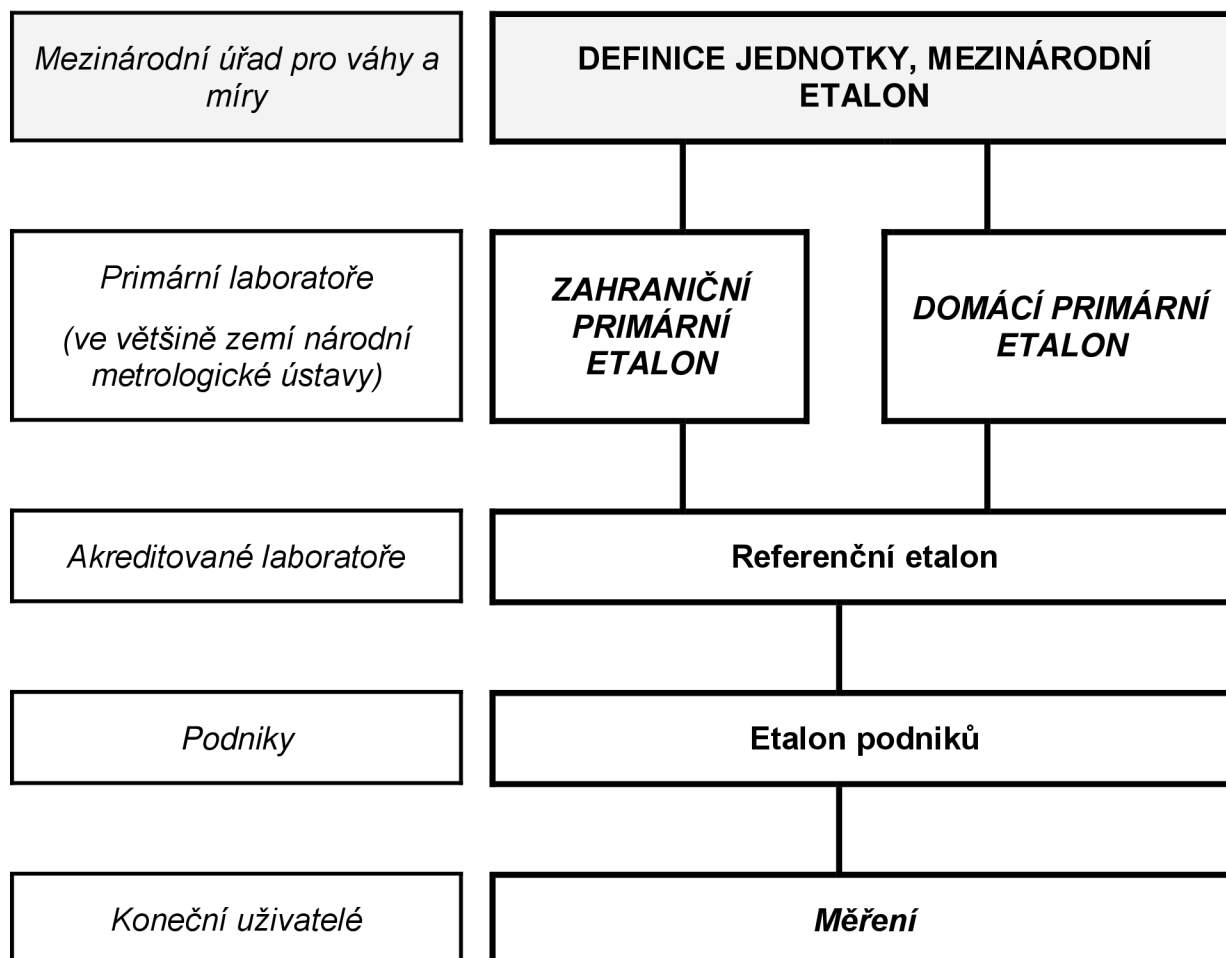 Mezinárodní úřad pro váhy a
míry
DEFINICE JEDNOTKY, MEZINÁRODNÍ
ETALON
Primární laboratoře
(ve většině zemí národní
metrologické ústavy)
ZAHRANIČNÍ
PRIMÁRNÍ
ETALON
DOMÁCÍ PRIMÁRNÍ
ETALON
Akreditované laboratoře
Referenční etalon
Podniky
Etalon podniků
Koneční uživatelé
Měření